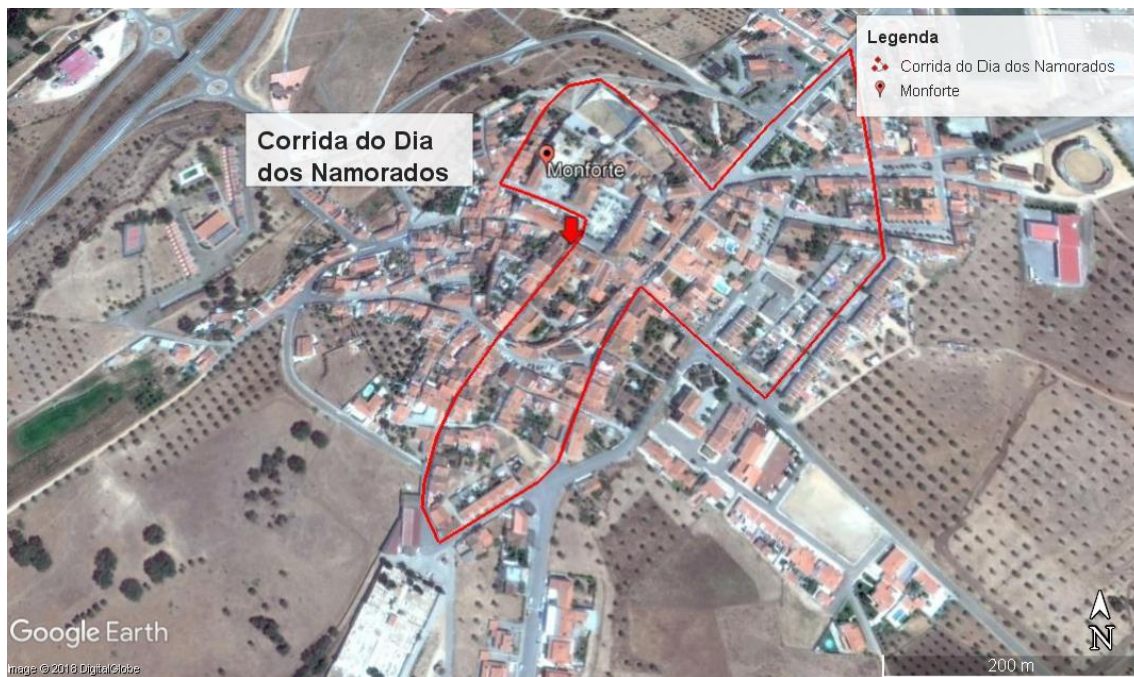 Legenda
Corrida do Dia dos Namorados
Monforte
Corrida do Dia
dos Namorados
Monforte
Google Earth
N
Image © 2018 DigitalGlobe
200 m